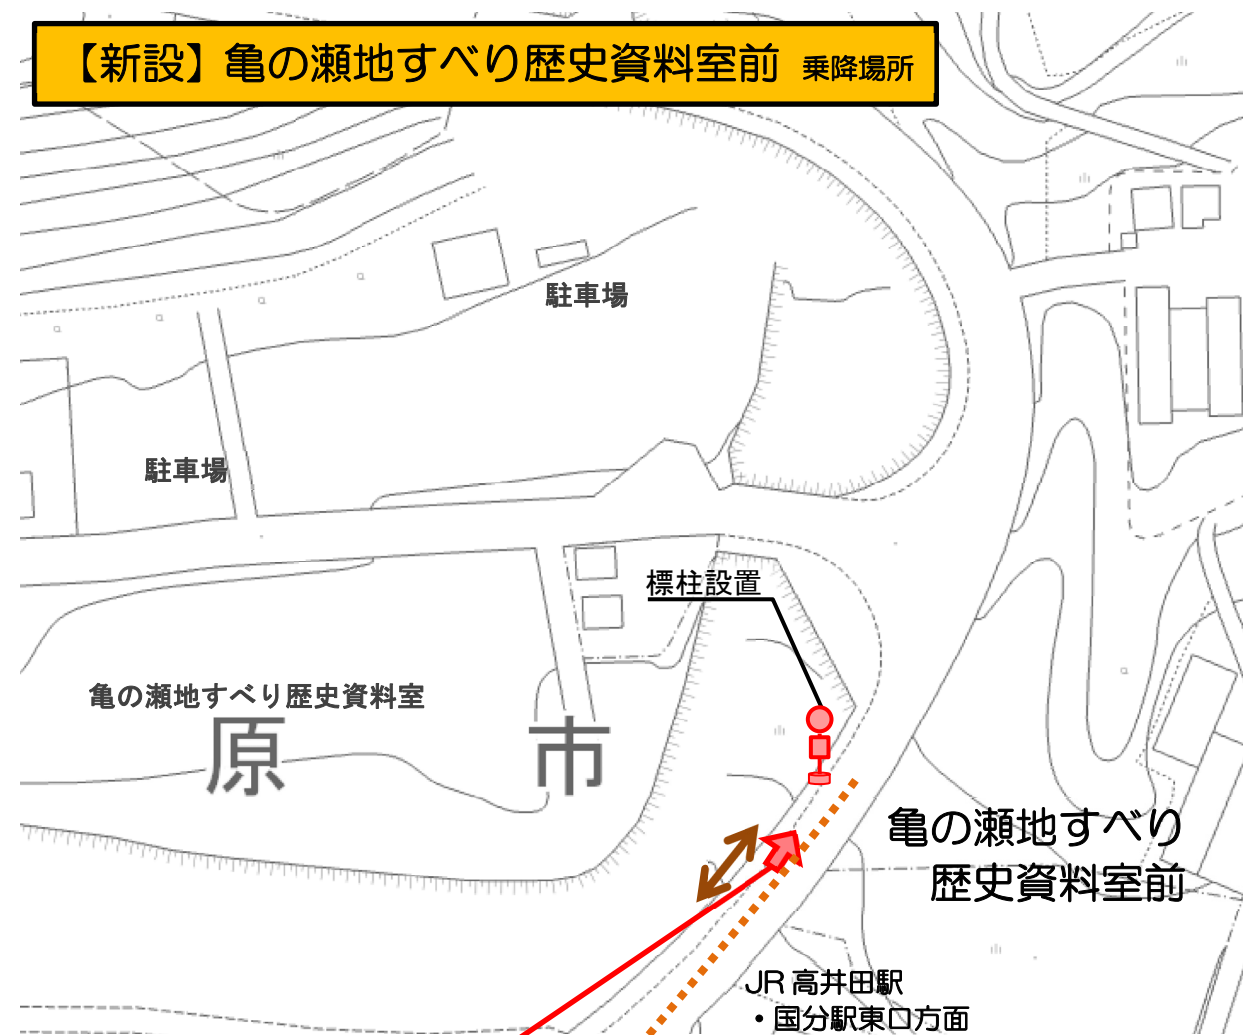 【新設】亀の瀬地すべり歴史資料室前 乗降場所
駐車場
駐車場
標柱設置
亀の瀬地すべり歴史資料室
原 市
亀の瀬地すべり
歴史資料室前
JR 高井田駅
・国分駅東口方面